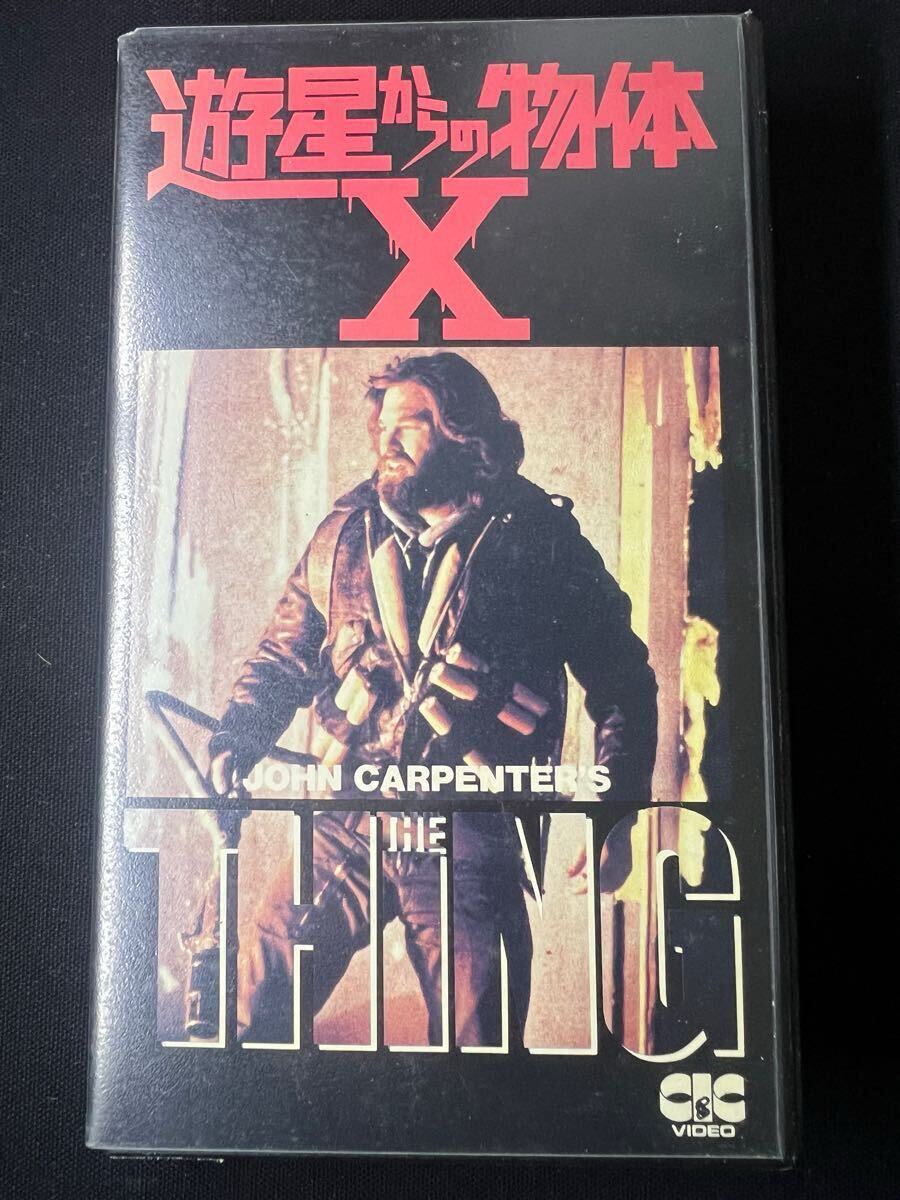 遊星からの物体
X
JOHN CARPENTER'S
THE
THING
CIC
VIDEO